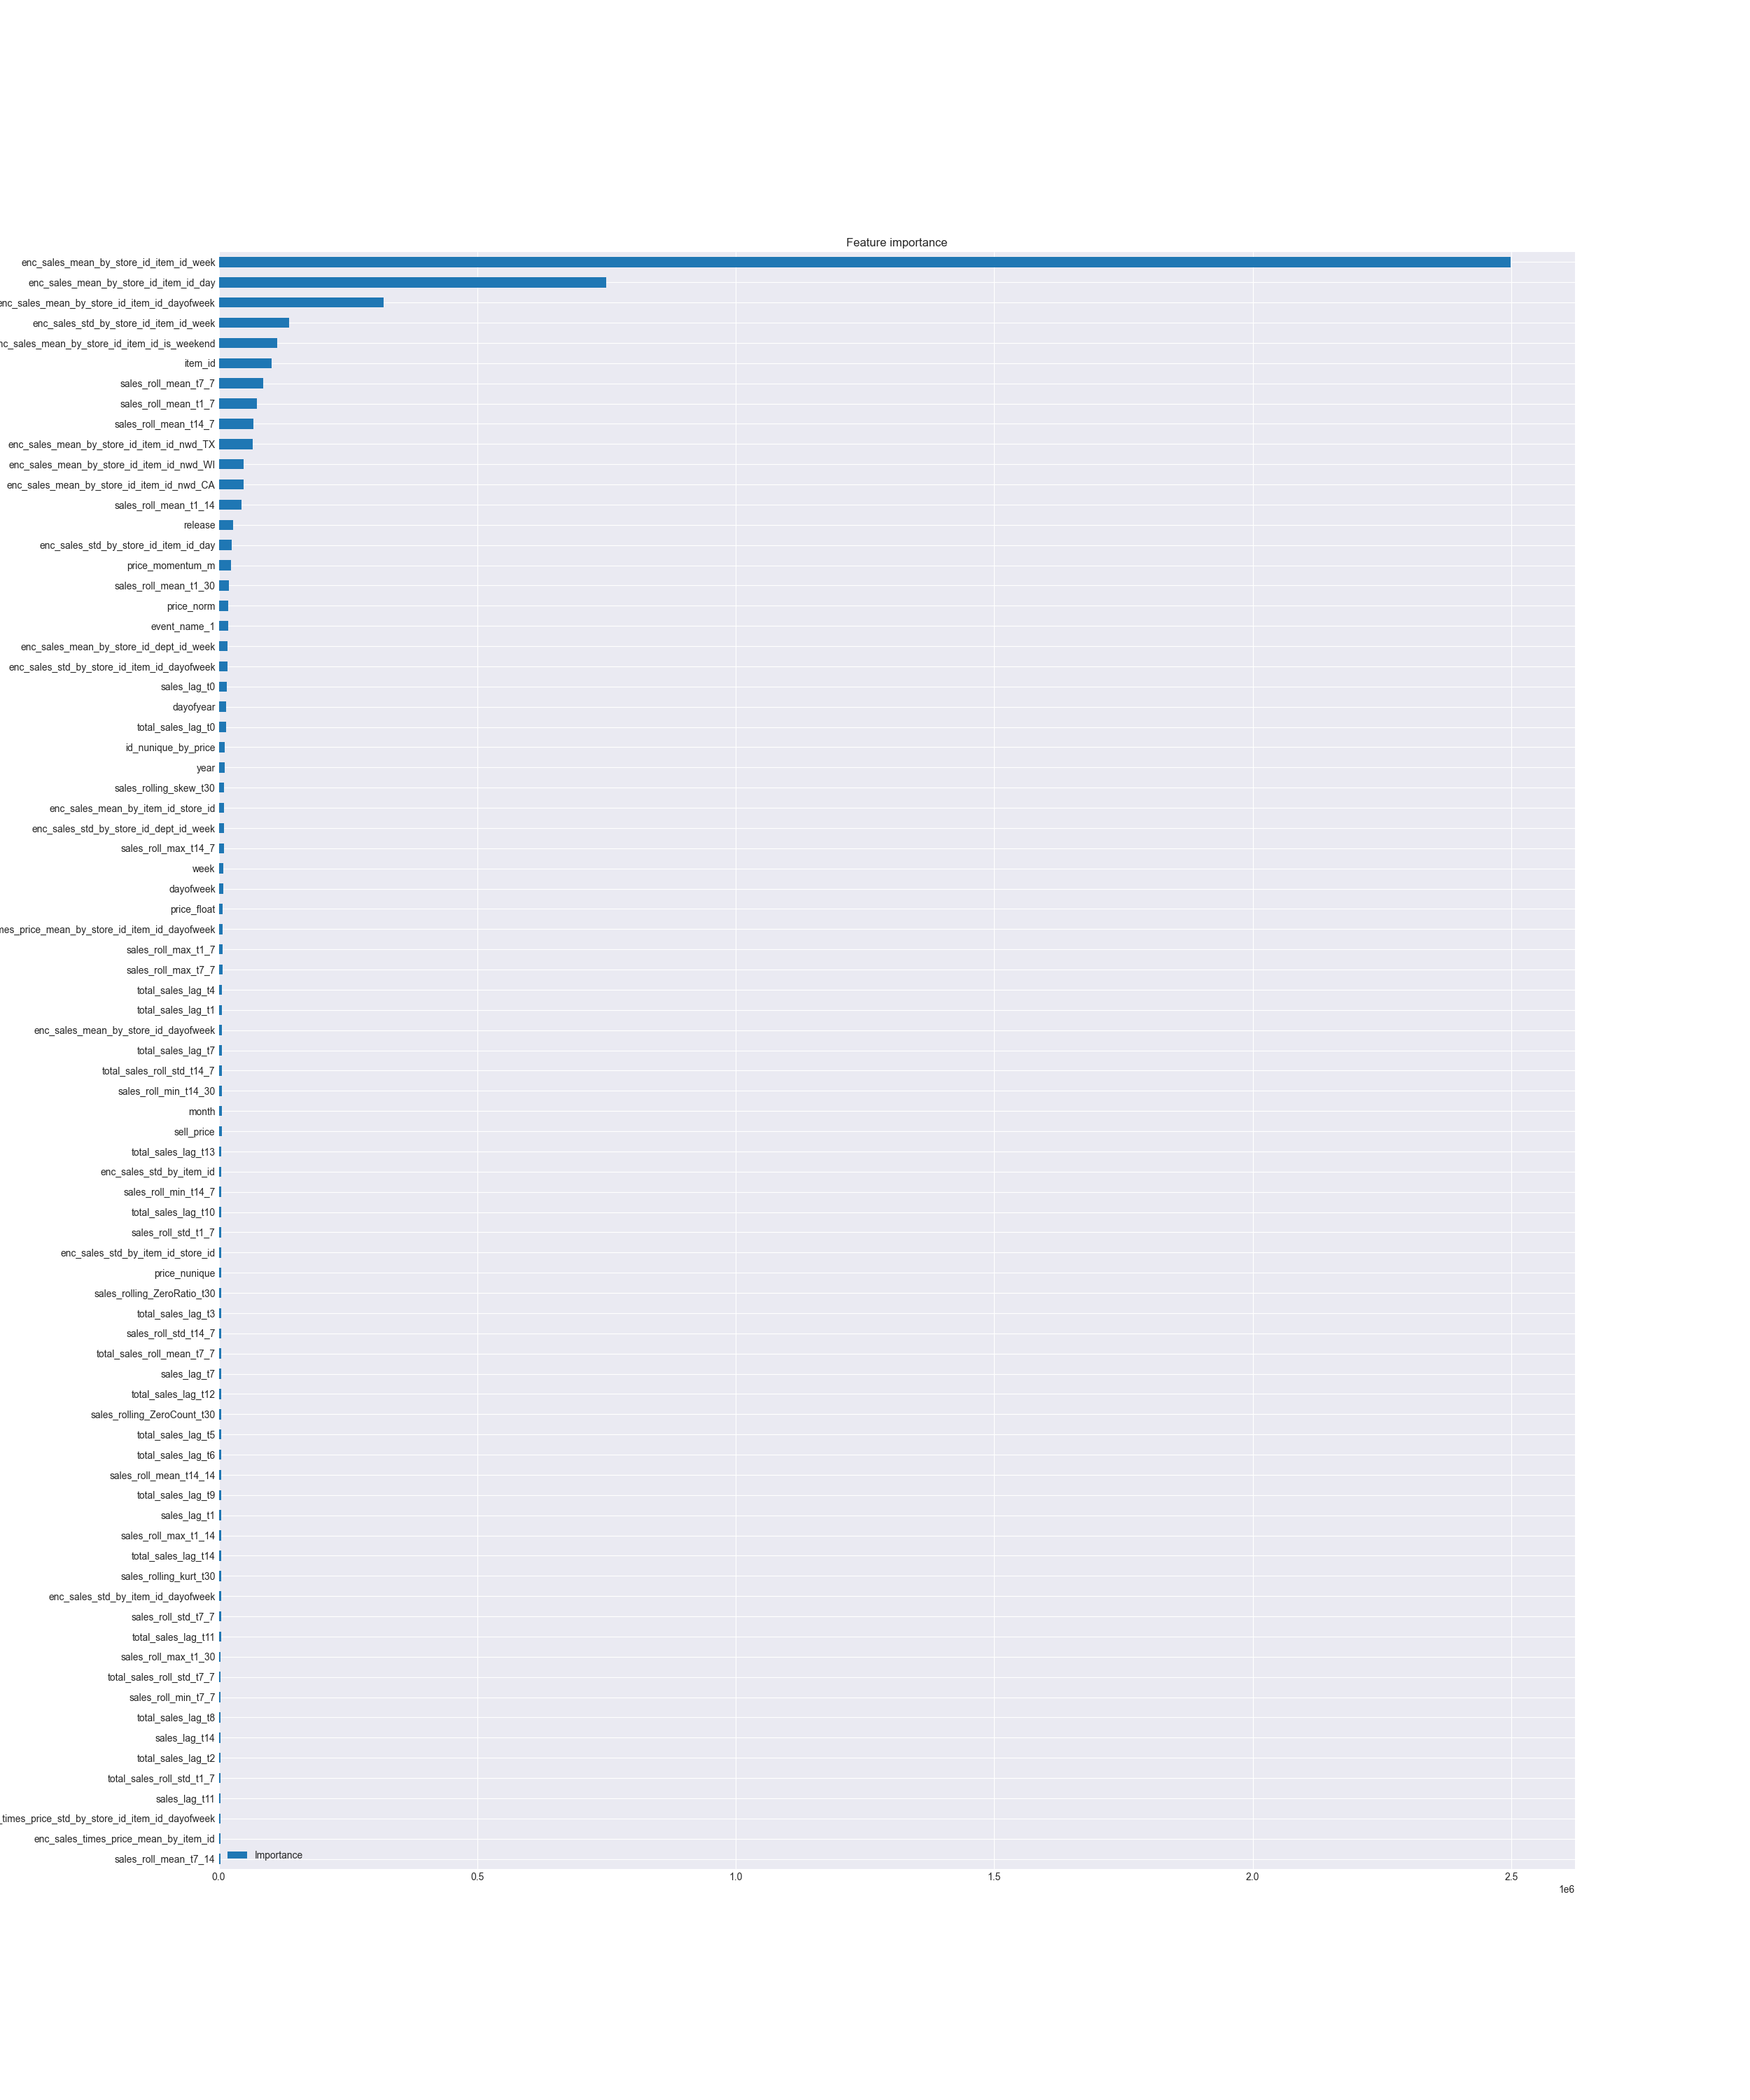 Feature importance
enc_sales_mean_by_store_id_item_id_week
enc_sales_mean_by_store_id_item_id_day
enc_sales_mean_by_store_id_item_id_dayofweek
enc_sales_std_by_store_id_item_id_week
nc_sales_mean_by_store_id_item_id_is_weekend
item_id
sales_roll_mean_t7_7
sales_roll_mean_t1_7
sales_roll_mean_t14_7
enc_sales_mean_by_store_id_item_id_nwd_TX
enc_sales_mean_by_store_id_item_id_nwd_WI
enc_sales_mean_by_store_id_item_id_nwd_CA
sales_roll_mean_t1_14
release
enc_sales_std_by_store_id_item_id_day
price_momentum_m
sales_roll_mean_t1_30
price_norm
event_name_1
enc_sales_mean_by_store_id_dept_id_week
enc_sales_std_by_store_id_item_id_dayofweek
sales_lag_t0
dayofyear
total_sales_lag_t0
id_nunique_by_price
year
sales_rolling_skew_t30
enc_sales_mean_by_item_id_store_id
enc_sales_std_by_store_id_dept_id_week
sales_roll_max_t14_7
week
dayofweek
price_float
mes_price_mean_by_store_id_item_id_dayofweek
sales_roll_max_t1_7
sales_roll_max_t7_7
total_sales_lag_t4
total_sales_lag_t1
enc_sales_mean_by_store_id_dayofweek
total_sales_lag_t7
total_sales_roll_std_t14_7
sales_roll_min_t14_30
month
sell_price
total_sales_lag_t13
enc_sales_std_by_item_id
sales_roll_min_t14_7
total_sales_lag_t10
sales_roll_std_t1_7
enc_sales_std_by_item_id_store_id
price_nunique
sales_rolling_ZeroRatio_t30
total_sales_lag_t3
sales_roll_std_t14_7
total_sales_roll_mean_t7_7
sales_lag_t7
total_sales_lag_t12
sales_rolling_ZeroCount_t30
total_sales_lag_t5
total_sales_lag_t6
sales_roll_mean_t14_14
total_sales_lag_t9
sales_lag_t1
sales_roll_max_t1_14
total_sales_lag_t14
sales_rolling_kurt_t30
enc_sales_std_by_item_id_dayofweek
sales_roll_std_t7_7
total_sales_lag_t11
sales_roll_max_t1_30
total_sales_roll_std_t7_7
sales_roll_min_t7_7
total_sales_lag_t8
sales_lag_t14
total_sales_lag_t2
total_sales_roll_std_t1_7
sales_lag_t11
_times_price_std_by_store_id_item_id_dayofweek
enc_sales_times_price_mean_by_item_id
sales_roll_mean_t7_14
Importance
0.0 0.5 1.0 1.5 2.0 2.5
1e6